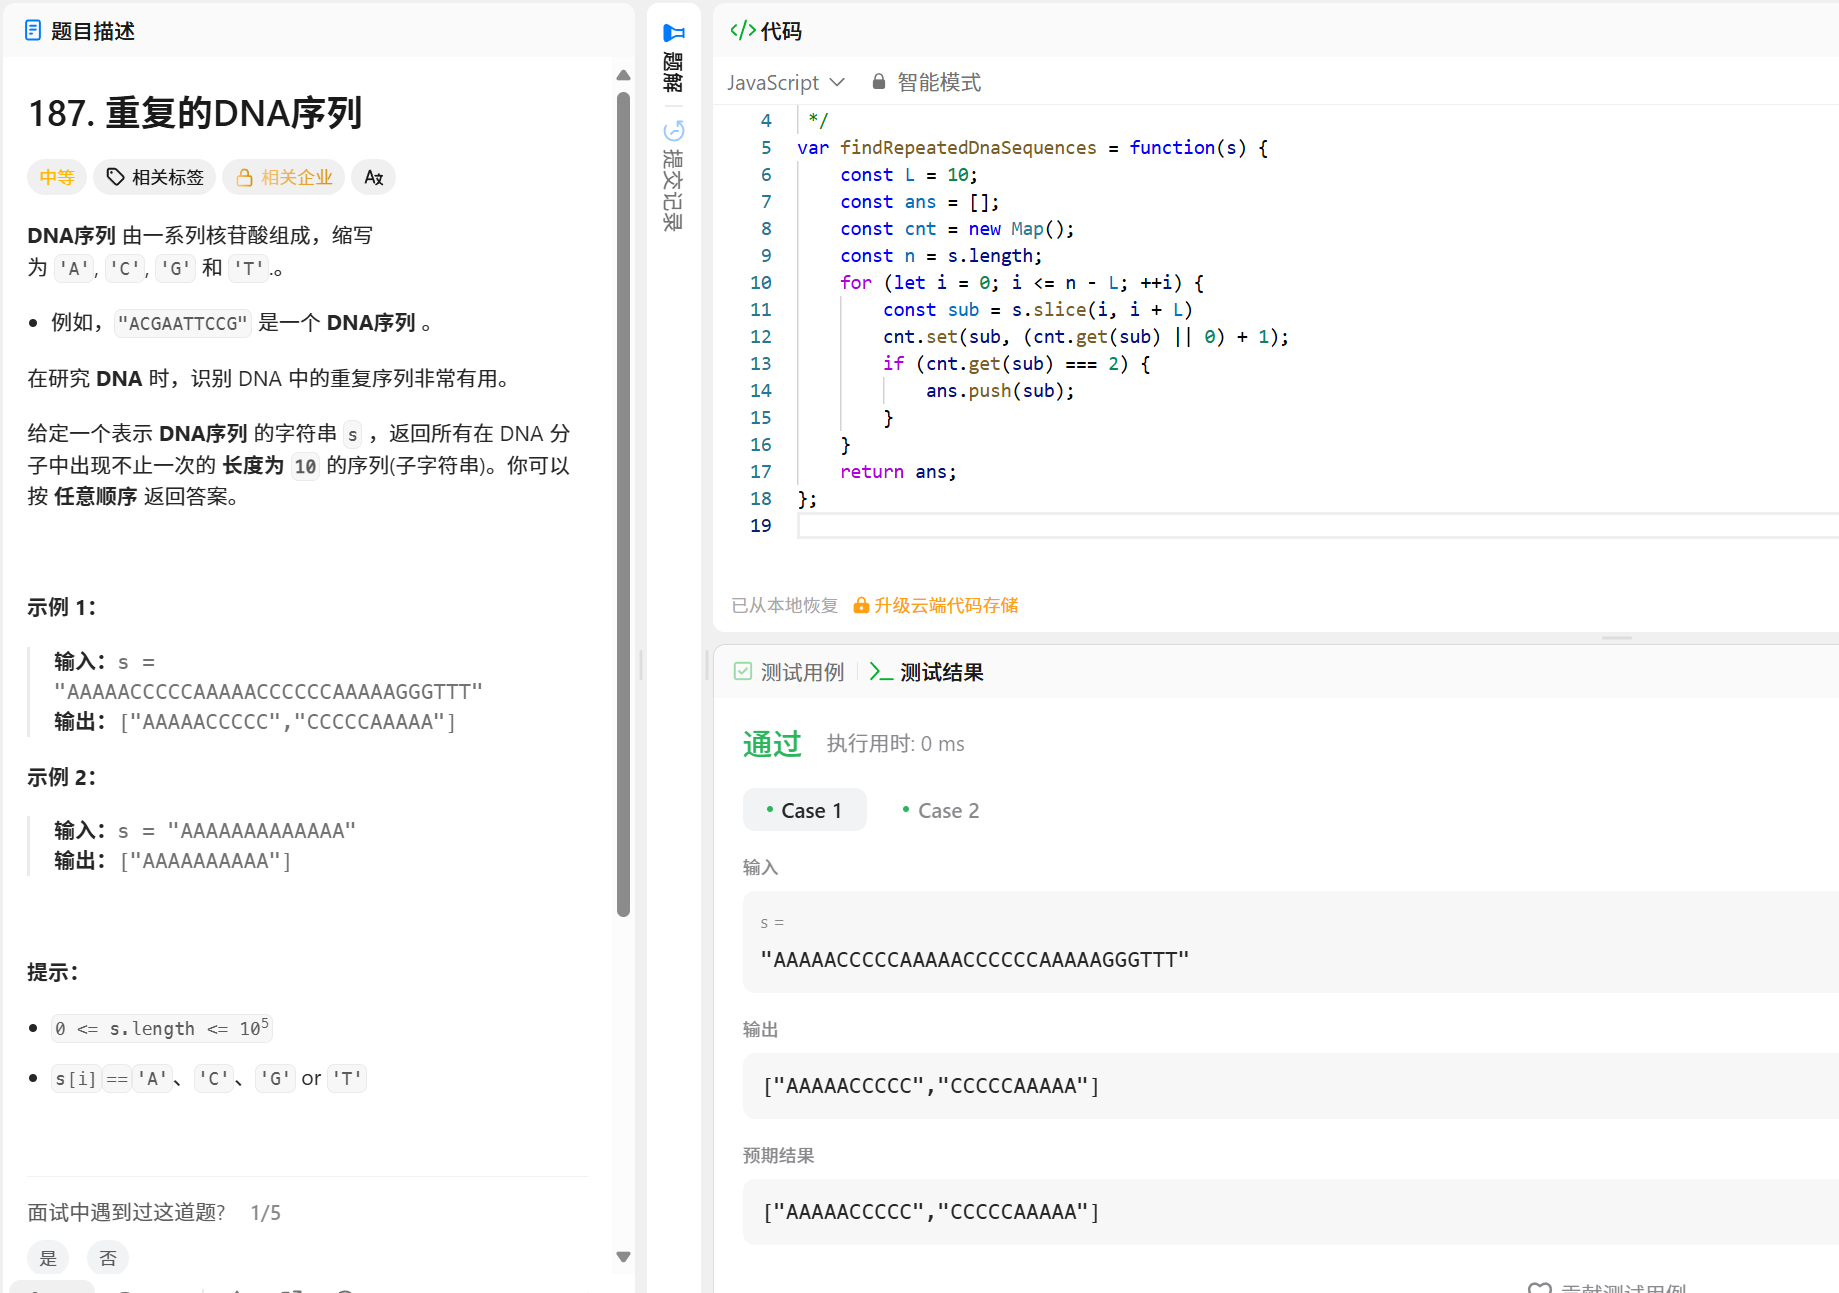 题目描述
187. 重复的DNA序列
中等 相关标签 相关企业
DNA序列 由一系列核苷酸组成，缩写
为 'A', 'C', 'G' 和 'T'.。
例如，"ACGAATTCCG" 是一个 DNA序列 。
在研究 DNA 时，识别 DNA 中的重复序列非常有用。
给定一个表示 DNA序列 的字符串 s ，返回所有在 DNA 分
子中出现不止一次的 长度为 10 的序列(子字符串)。你可以
按 任意顺序 返回答案。
示例 1：
输入：s =
"AAAAACCCCCAAAAACCCCCCAAAAAGGGTTT"
输出：["AAAAACCCCC","CCCCCAAAAA"]
示例 2：
输入：s = "AAAAAAAAAAAAA"
输出：["AAAAAAAAAA"]
提示：
0 <= s.length <= 10⁵
s[i]=='A'、'C'、'G' or 'T'
面试中遇到过这道题? 1/5
是 否
题解
提交记录
</> 代码
JavaScript 智能模式
4 */
5 var findRepeatedDnaSequences = function(s) {
6 const L = 10;
7 const ans = [];
8 const cnt = new Map();
9 const n = s.length;
10 for (let i = 0; i <= n - L; ++i) {
11 const sub = s.slice(i, i + L)
12 cnt.set(sub, (cnt.get(sub) || 0) + 1);
13 if (cnt.get(sub) === 2) {
14 ans.push(sub);
15 }
16 }
17 return ans;
18 };
19
已从本地恢复 升级云端代码存储
测试用例 测试结果
通过 执行用时: 0 ms
Case 1 Case 2
输入
s =
"AAAAACCCCCAAAAACCCCCCAAAAAGGGTTT"
输出
["AAAAACCCCC","CCCCCAAAAA"]
预期结果
["AAAAACCCCC","CCCCCAAAAA"]
贡献测试用例